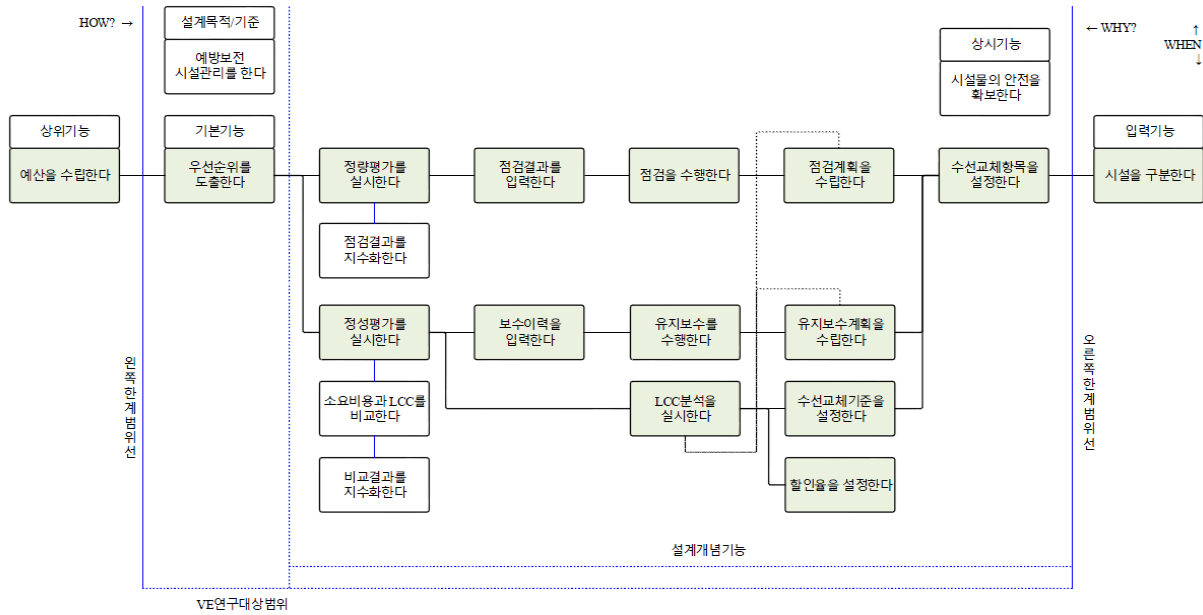 HOW? →
설계목적/기준
예방보전
시설관리를 한다
상시기능
시설물의 안전을
확보한다
← WHY?
↑
WHEN
↓
상위기능
예산을 수립한다
기본기능
우선순위를
도출한다
정량평가를
실시한다
점검결과를
입력한다
점검을 수행한다
점검계획을
수립한다
수선교체항목을
설정한다
입력기능
시설을 구분한다
점검결과를
지수화한다
정성평가를
실시한다
보수이력을
입력한다
유지보수를
수행한다
유지보수계획을
수립한다
소요비용과 LCC를
비교한다
LCC분석을
실시한다
수선교체기준을
설정한다
비교결과를
지수화한다
할인율을 설정한다
왼쪽한계범위선
오른쪽한계범위선
설계개념기능
VE연구대상범위